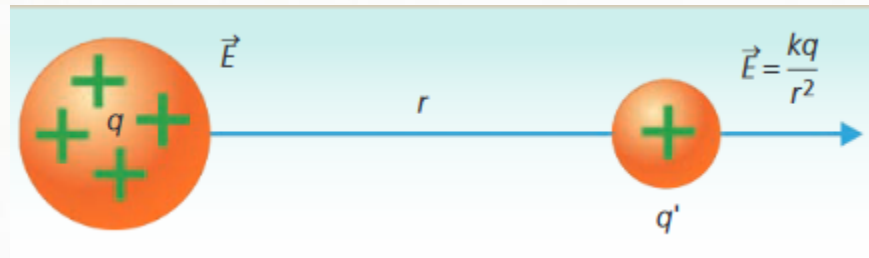 E⃗
r
E⃗ = kq/r²
+ + q + +
+
q'